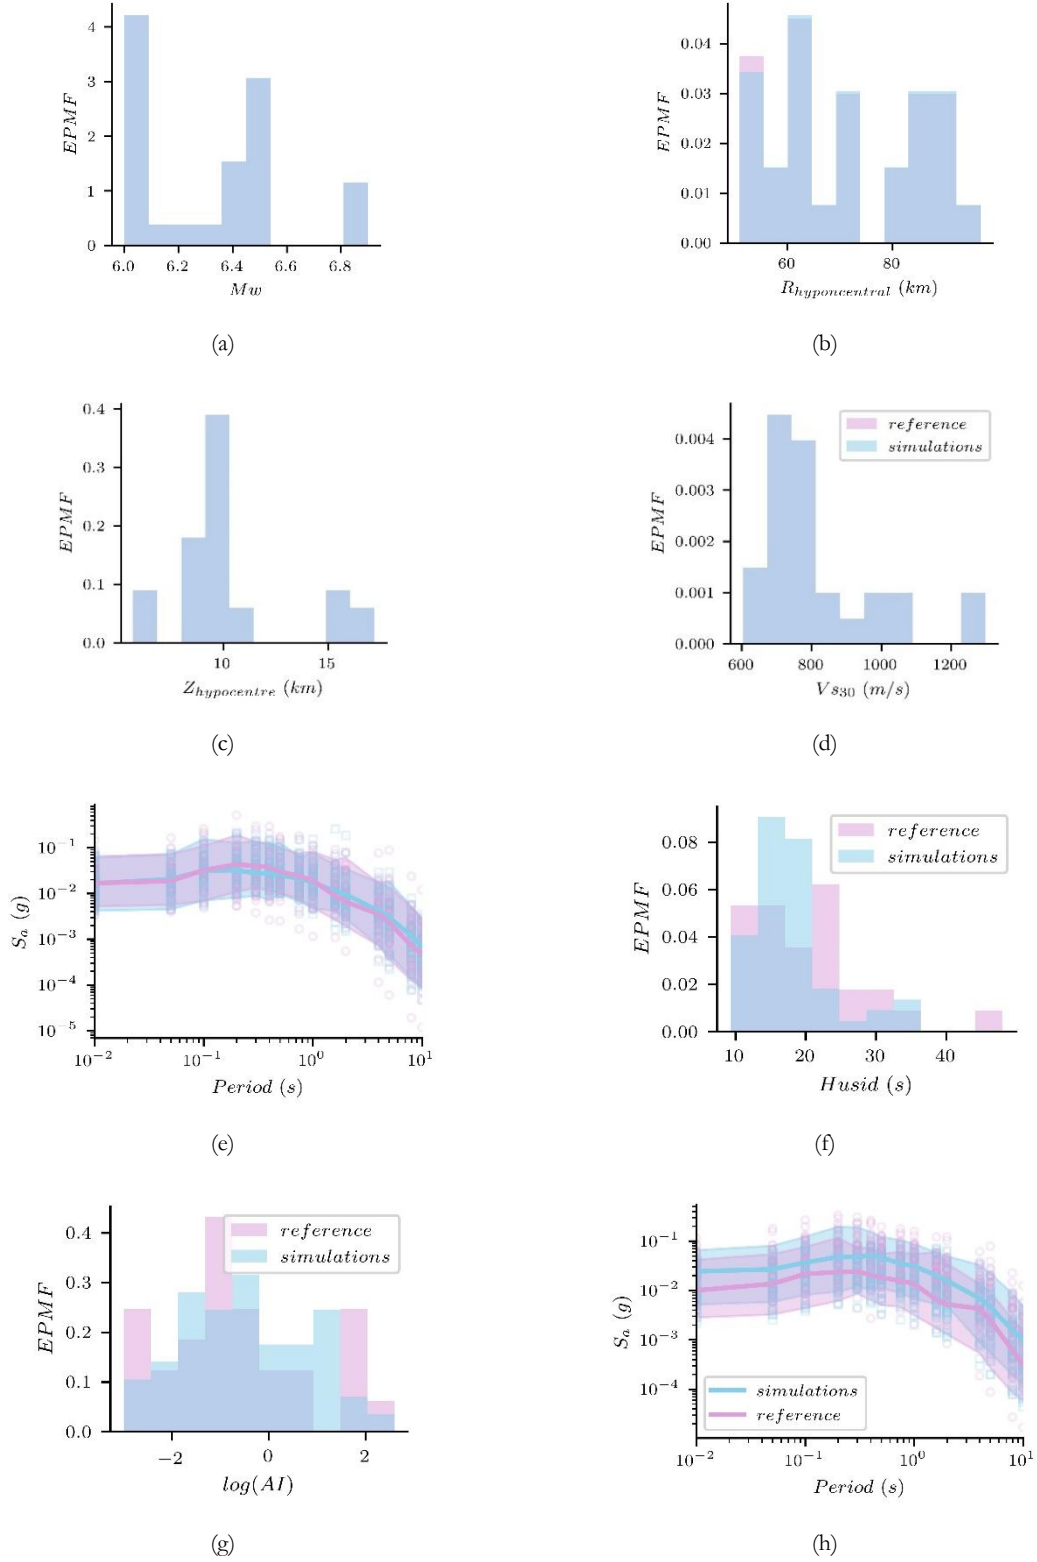 4
3
2
1
0
EPMF
6.0 6.2 6.4 6.6 6.8
Mw
(a)
0.04
0.03
0.02
0.01
0.00
EPMF
60 80
R_hyponcentral (km)
(b)
0.4
0.3
0.2
0.1
0.0
EPMF
10 15
Z_hypocentre (km)
(c)
reference
simulations
0.004
0.003
0.002
0.001
0.000
EPMF
600 800 1000 1200
Vs₃₀ (m/s)
(d)
10⁻¹
10⁻²
10⁻³
10⁻⁴
10⁻⁵
Sₐ (g)
10⁻² 10⁻¹ 10⁰ 10¹
Period (s)
(e)
reference
simulations
0.08
0.06
0.04
0.02
0.00
EPMF
10 20 30 40
Husid (s)
(f)
reference
simulations
0.4
0.3
0.2
0.1
0.0
EPMF
−2 0 2
log(AI)
(g)
10⁻¹
10⁻²
10⁻³
10⁻⁴
Sₐ (g)
simulations
reference
10⁻² 10⁻¹ 10⁰ 10¹
Period (s)
(h)